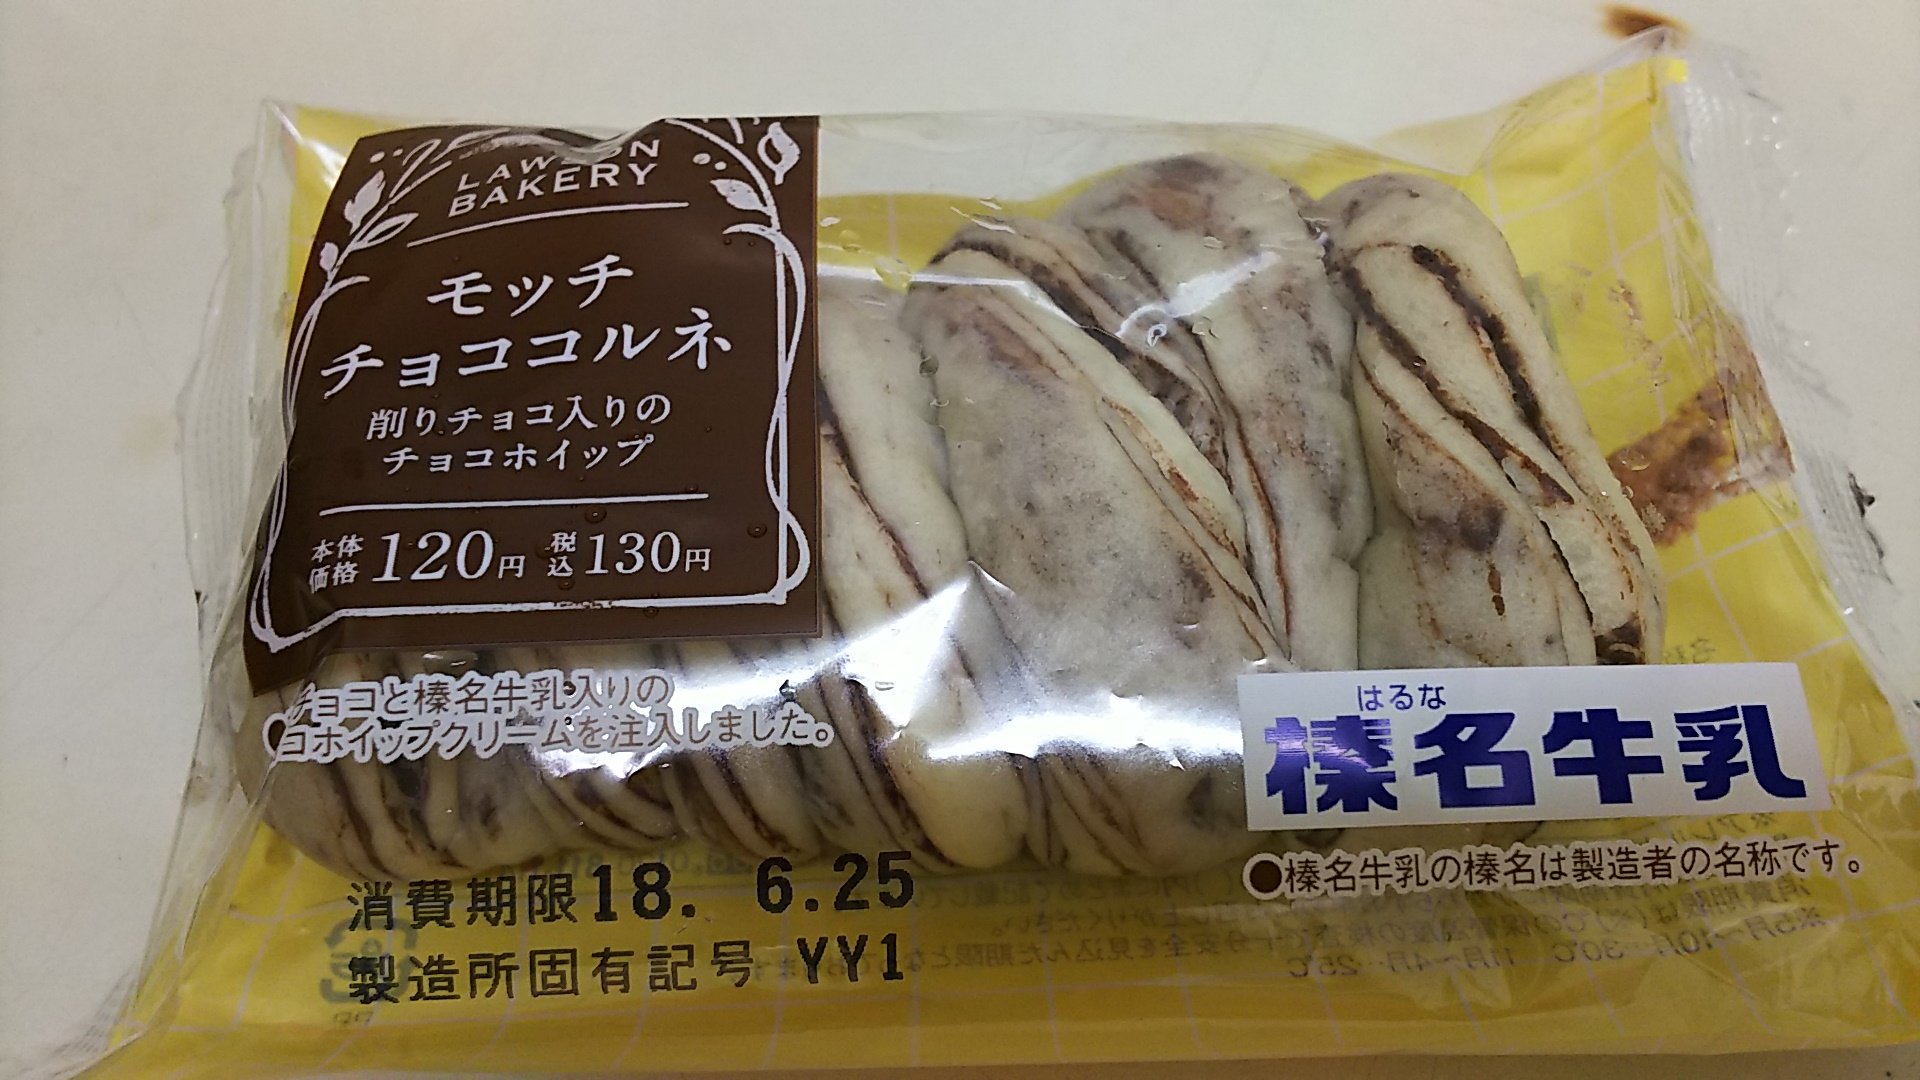 LAWSON
BAKERY
モッチ
チョココルネ
削りチョコ入りの
チョコホイップ
本体価格 120円 税込 130円
チョコと榛名牛乳入りの
コホイップクリームを注入しました。
はるな
榛名牛乳
●榛名牛乳の榛名は製造者の名称です。
消費期限18. 6.25
製造所固有記号 YY1